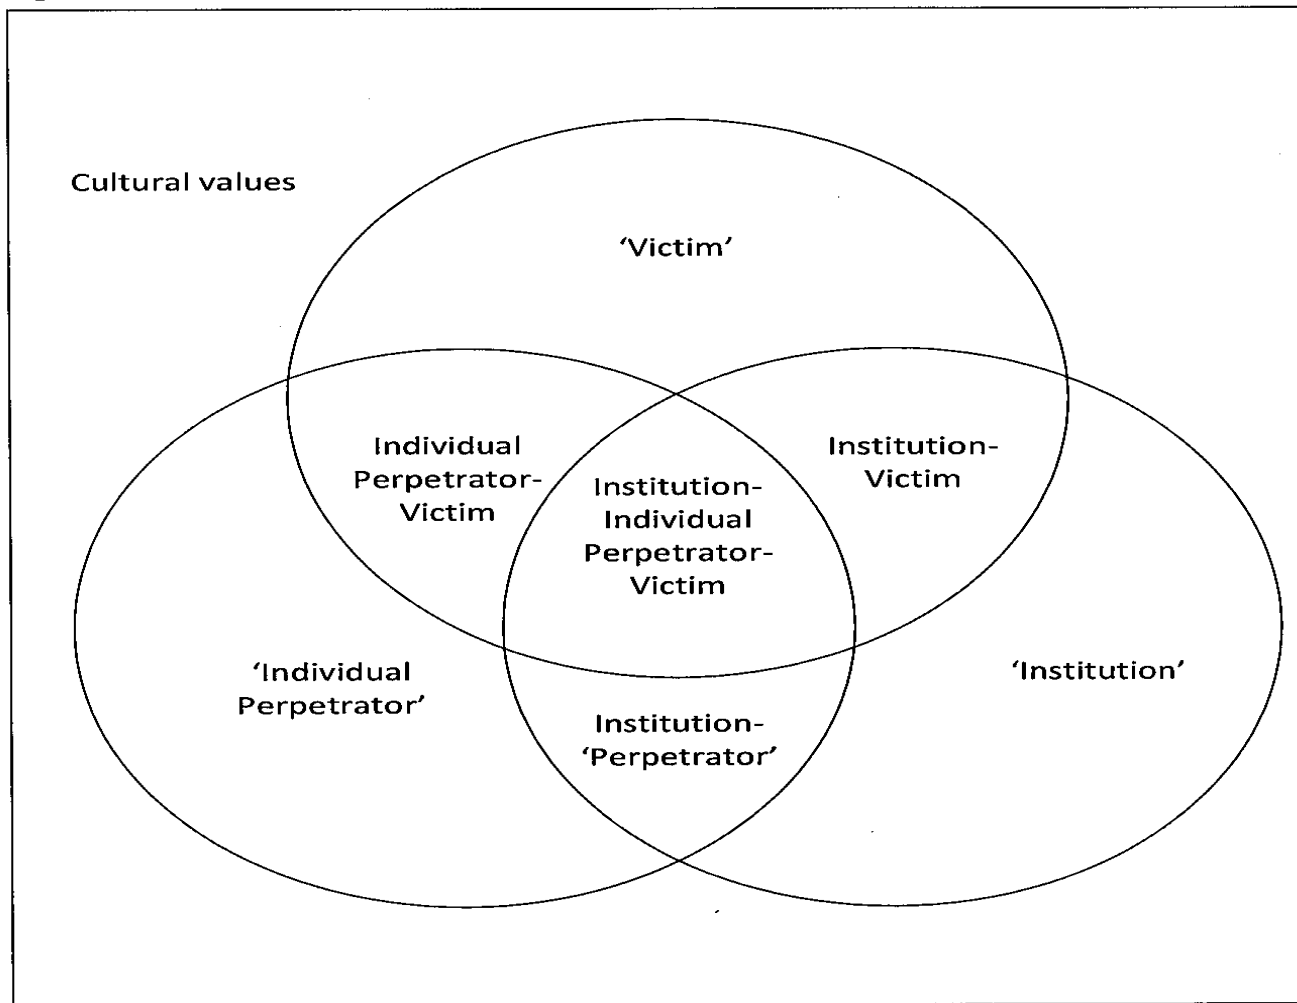 Cultural values
‘Victim’
Individual
Perpetrator-
Victim
Institution-
Individual
Perpetrator-
Victim
Institution-
Victim
‘Individual
Perpetrator’
Institution-
‘Perpetrator’
‘Institution’